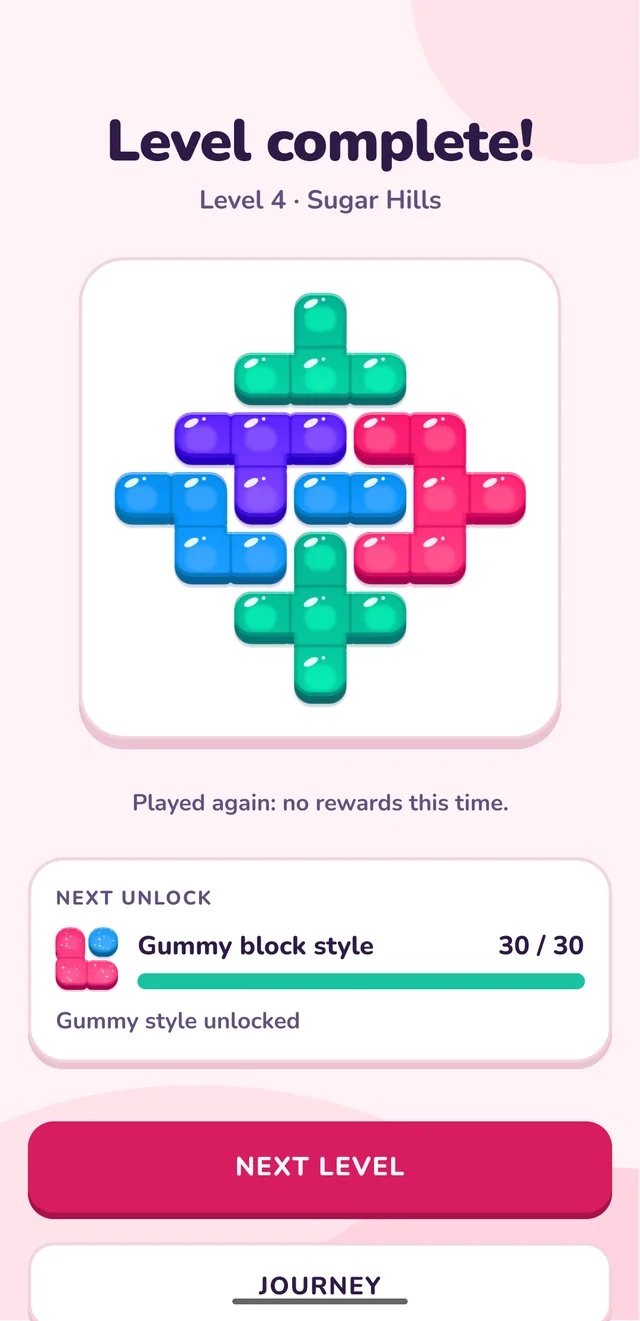 Level complete!
Level 4 · Sugar Hills
Played again: no rewards this time.
NEXT UNLOCK
Gummy block style 30 / 30
Gummy style unlocked
NEXT LEVEL
JOURNEY